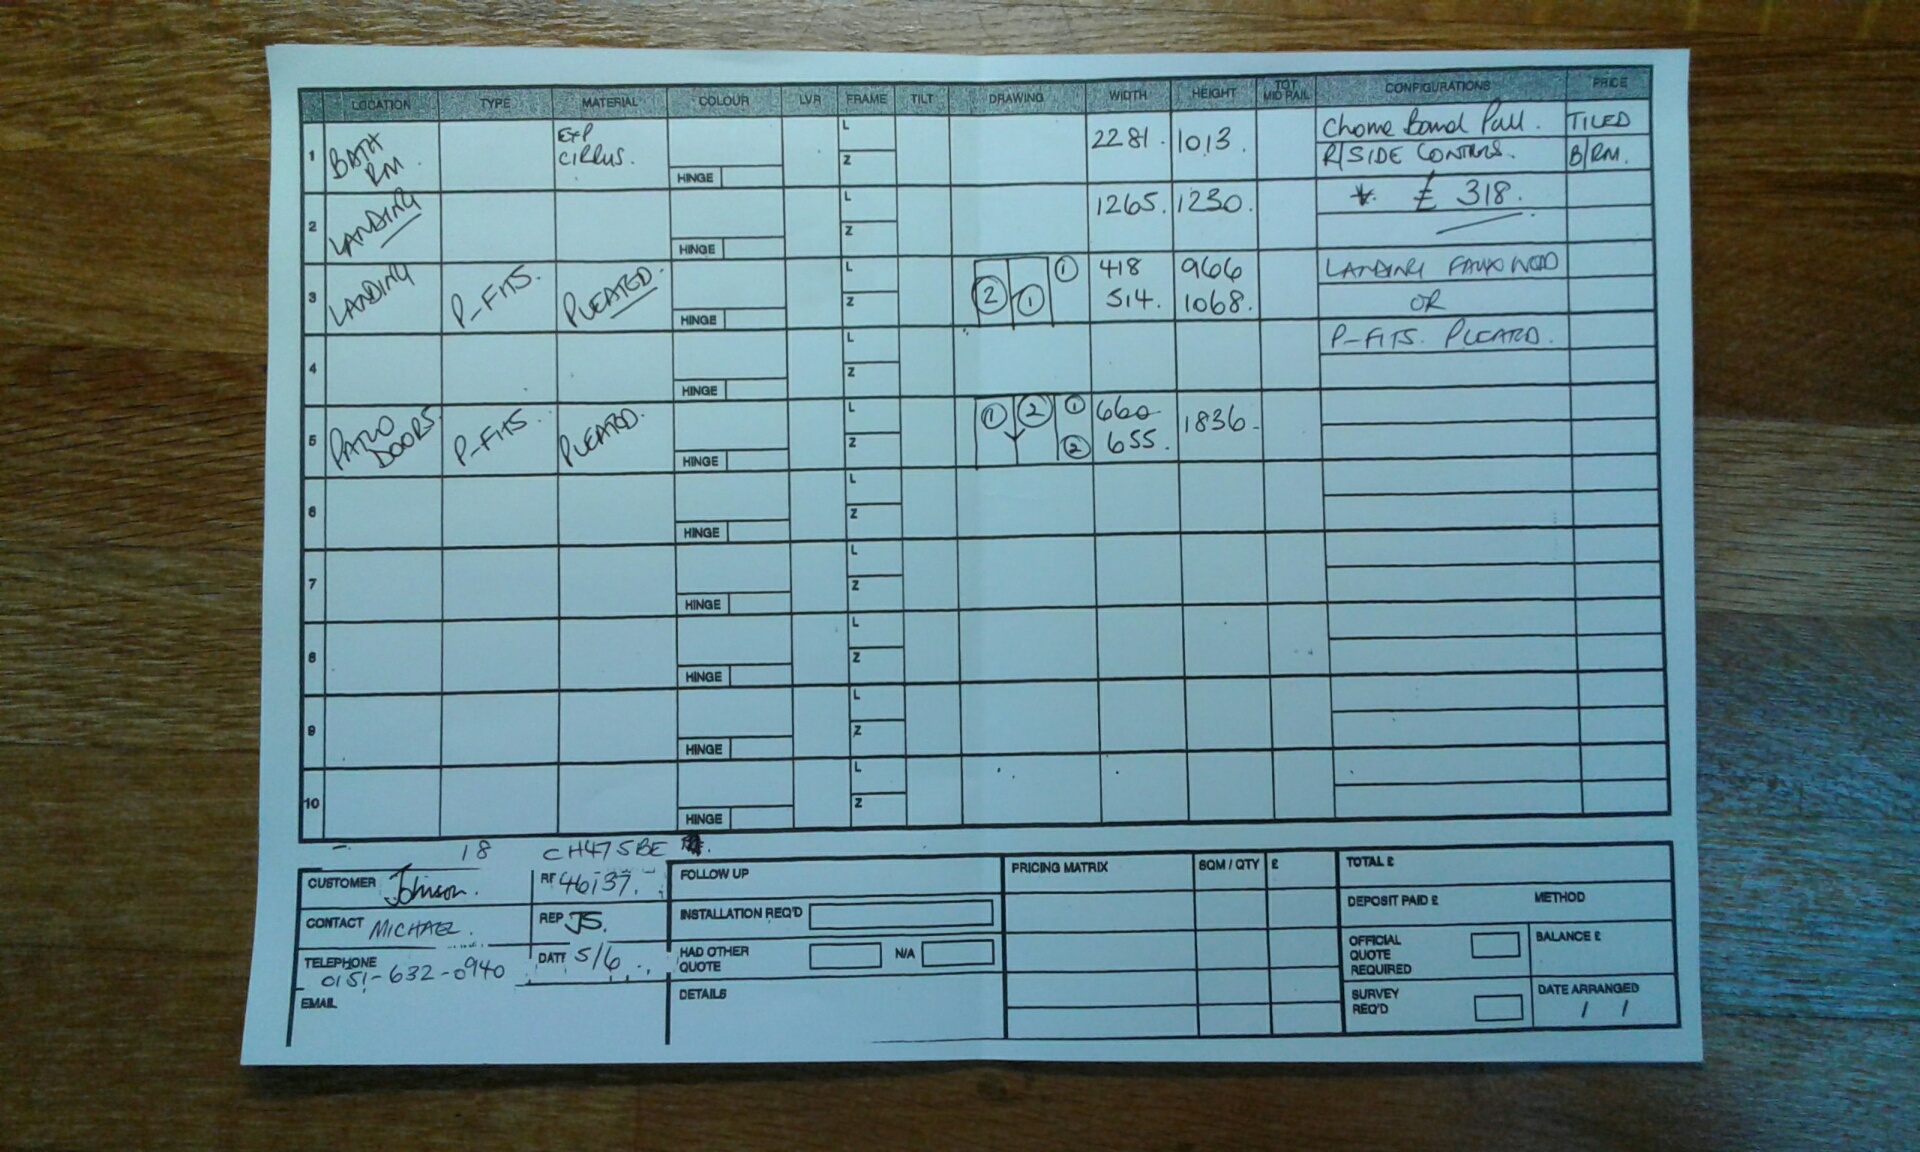 LOCATION TYPE MATERIAL COLOUR LVR FRAME TILT DRAWING WIDTH HEIGHT TOT MID RAIL CONFIGURATIONS PRICE
1 BATH RM. EXP CIRRUS. HINGE L Z 2281. 1013. Chome Bomd Pull. TILED
R/SIDE CONTROLS. B/RM.
2 LANDING HINGE L Z 1265. 1230. * £ 318.
3 LANDING P-FITS. PLEATED. HINGE L Z 2 1 1 418 966 LANDING FAUXWOOD
514. 1068. OR
4 HINGE L Z P-FITS. PLEATED.
5 PATIO DOORS. P-FITS. PLEATED. HINGE L Z 1 2 1 660 1836.
2 655.
6 HINGE L Z
7 HINGE L Z
8 HINGE L Z
9 HINGE L Z
10 HINGE L Z
18 CH47 5BE
CUSTOMER Johnson.
CONTACT MICHAEL.
TELEPHONE
0151-632-0940
EMAIL
46137.
REP JS.
5/6
FOLLOW UP
INSTALLATION REQ'D
HAD OTHER QUOTE N/A
DETAILS
PRICING MATRIX SQM / QTY £
TOTAL £
DEPOSIT PAID £ METHOD
OFFICIAL QUOTE REQUIRED
BALANCE £
SURVEY REQ'D
DATE ARRANGED
/ /